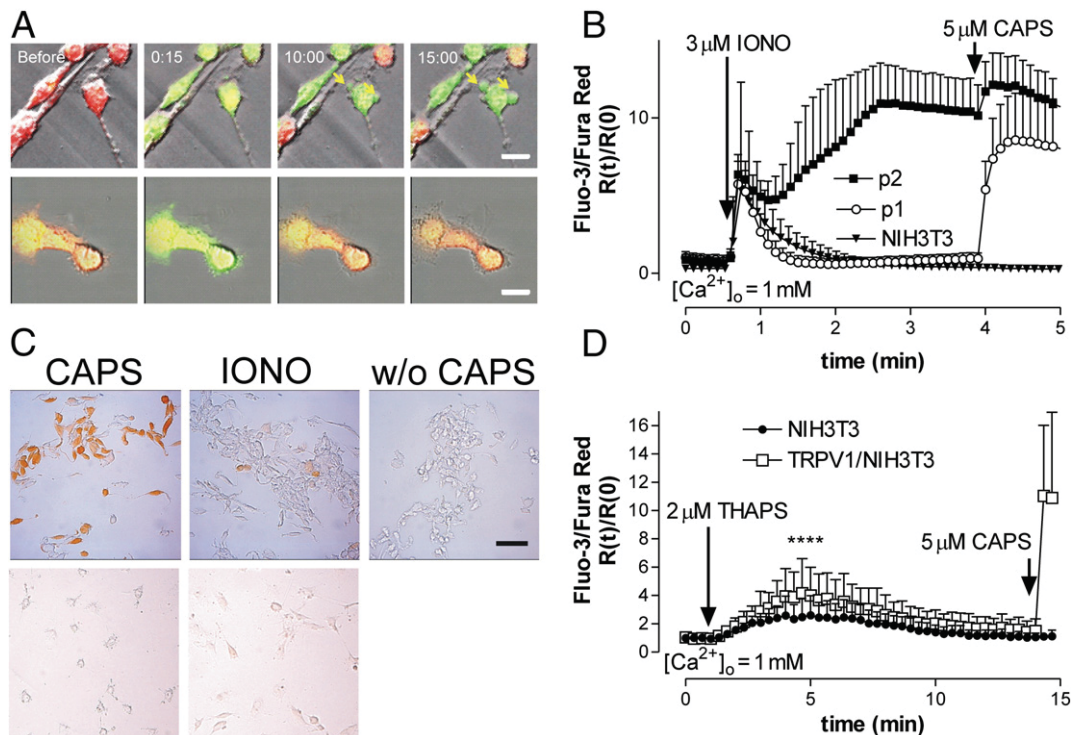 A
Before
0:15
10:00
15:00
B
Fluo-3/Fura Red
R(t)/R(0)
10
0
3 μM IONO
5 μM CAPS
p2
p1
NIH3T3
[Ca²⁺]ₒ = 1 mM
0 1 2 3 4 5
time (min)
C
CAPS IONO w/o CAPS
D
Fluo-3/Fura Red
R(t)/R(0)
16
14
12
10
8
6
4
2
0
NIH3T3
TRPV1/NIH3T3
2 μM THAPS
****
5 μM CAPS
[Ca²⁺]ₒ = 1 mM
0 5 10 15
time (min)